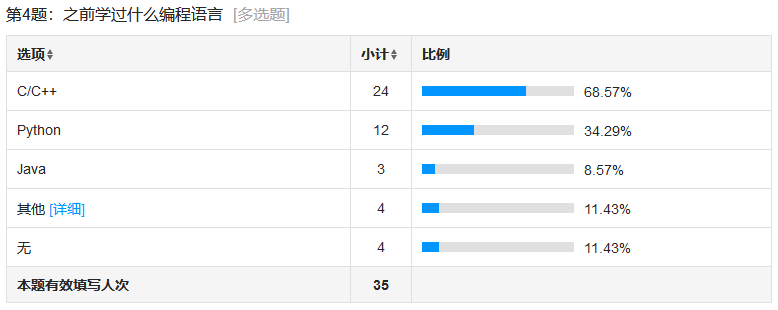 第4题：之前学过什么编程语言 [多选题]
选项 小计 比例
C/C++ 24 68.57%
Python 12 34.29%
Java 3 8.57%
其他 [详细] 4 11.43%
无 4 11.43%
本题有效填写人次 35